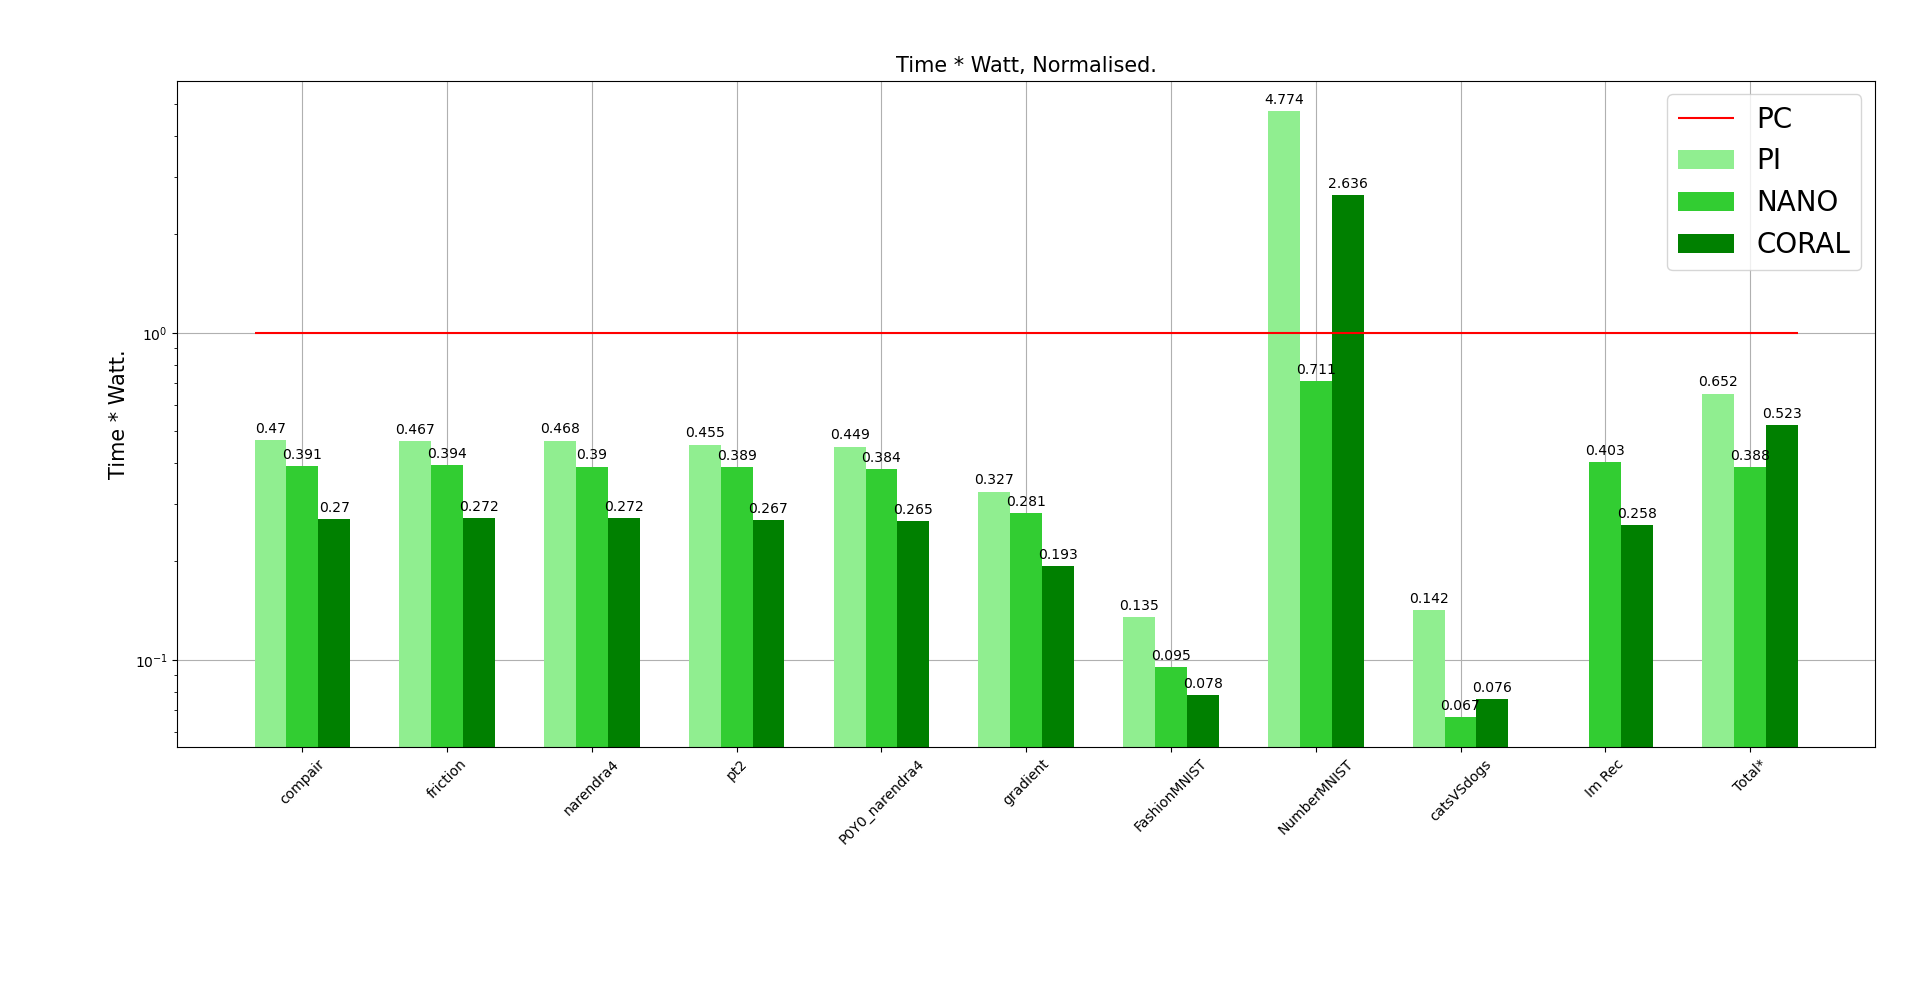 Time * Watt, Normalised.
Time * Watt.
10⁰
10⁻¹
PC
PI
NANO
CORAL
0.47
0.391
0.27
0.467
0.394
0.272
0.468
0.39
0.272
0.455
0.389
0.267
0.449
0.384
0.265
0.327
0.281
0.193
0.135
0.095
0.078
4.774
0.711
2.636
0.142
0.067
0.076
0.403
0.258
0.652
0.388
0.523
compair
friction
narendra4
pt2
P0Y0_narendra4
gradient
FashionMNIST
NumberMNIST
catsVSdogs
Im Rec
Total*